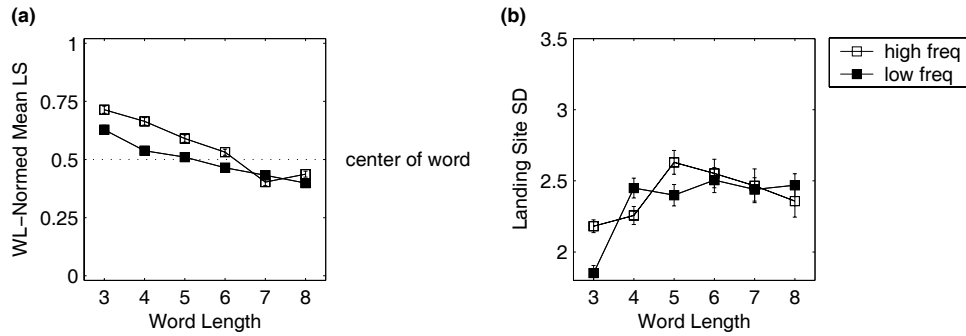 (a)
WL−Normed Mean LS
1
0.75
0.5
0.25
0
center of word
3 4 5 6 7 8
Word Length
(b)
Landing Site SD
3.5
3
2.5
2
3 4 5 6 7 8
Word Length
high freq
low freq